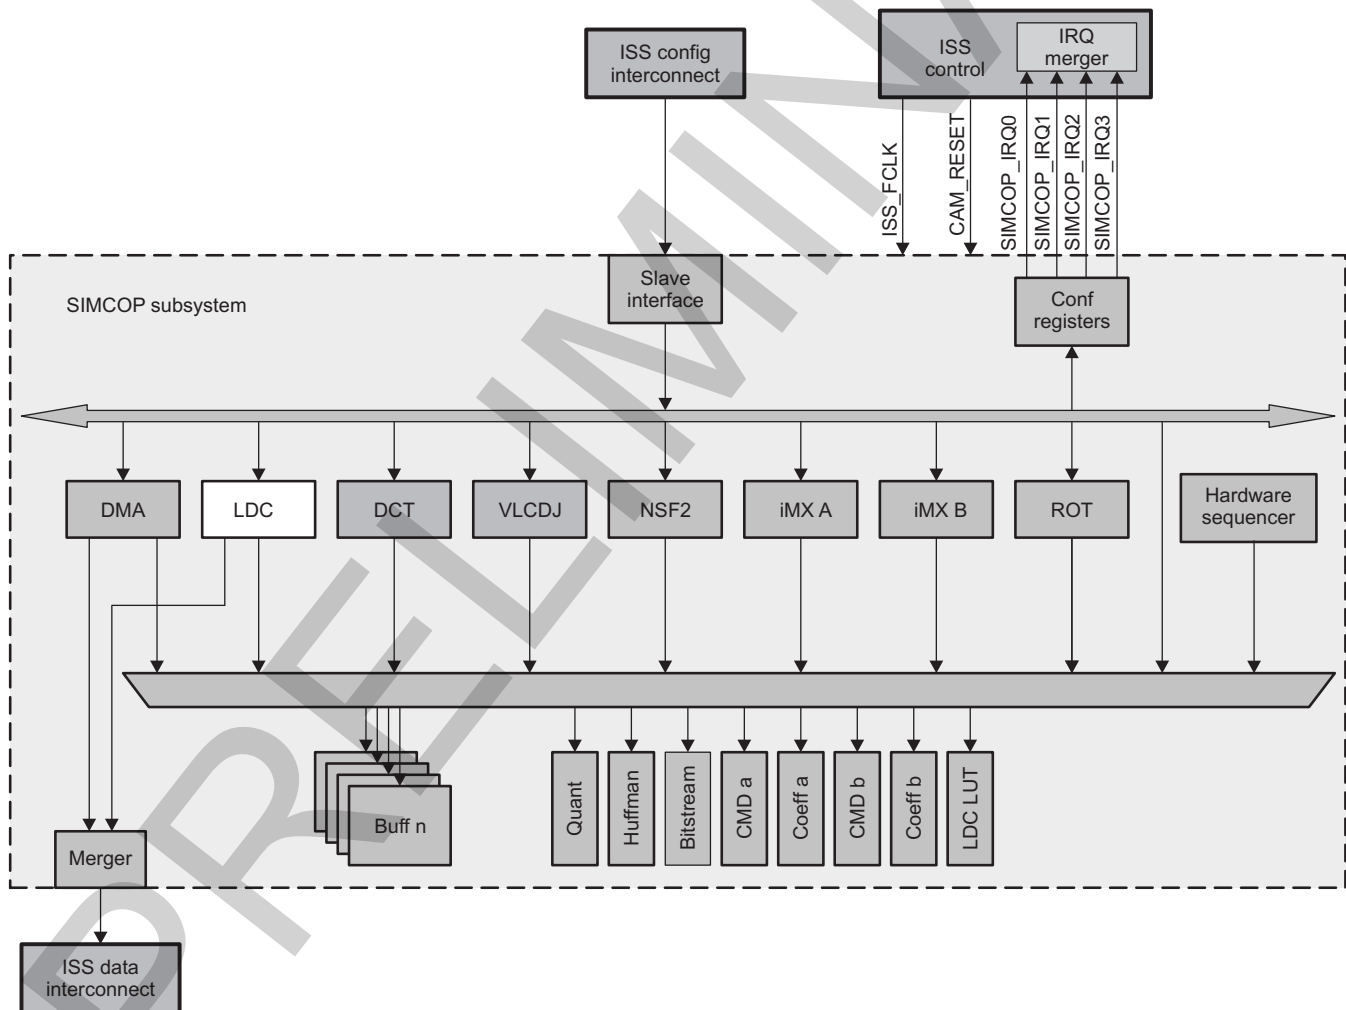 ISS config
interconnect
ISS
control
IRQ
merger
ISS_FCLK
CAM_RESET
SIMCOP_IRQ0
SIMCOP_IRQ1
SIMCOP_IRQ2
SIMCOP_IRQ3
SIMCOP subsystem
Slave
interface
Conf
registers
DMA
LDC
DCT
VLCDJ
NSF2
iMX A
iMX B
ROT
Hardware
sequencer
Buff n
Quant
Huffman
Bitstream
CMD a
Coeff a
CMD b
Coeff b
LDC LUT
Merger
ISS data
interconnect
PRELIMIN